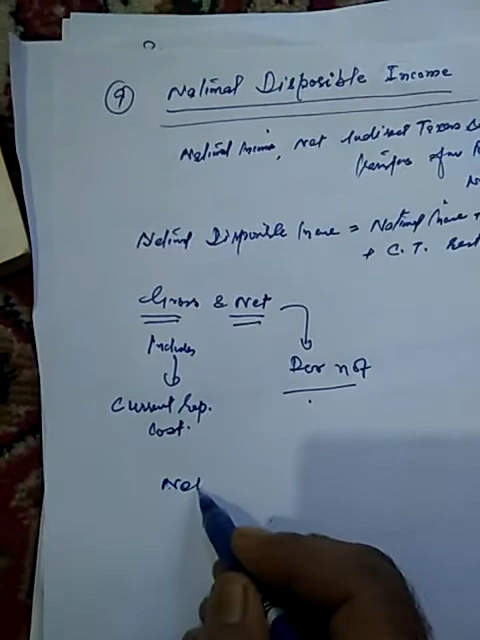 9 National Disposible Income
National Income, Net Indirect Taxes
Transfers
National Disposible Income = National Income +
+ C.T.
Gross & Net
Includes
Does not
Current Rep.
Cost.
Net